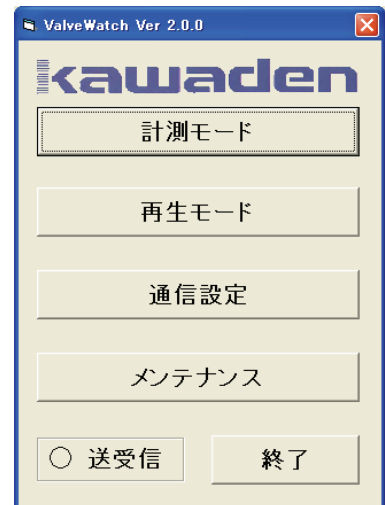 ValveWatch Ver 2.0.0
kawaden
計測モード
再生モード
通信設定
メンテナンス
送受信 終了